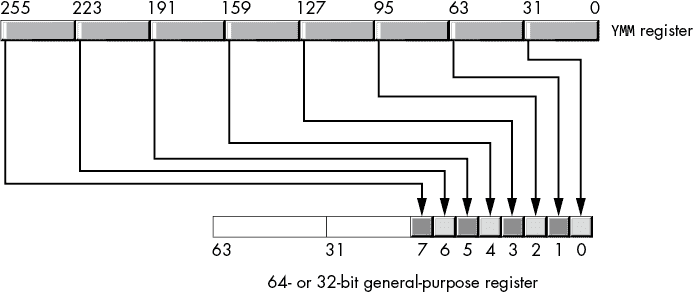 255 223 191 159 127 95 63 31 0
YMM register
63 31 7 6 5 4 3 2 1 0
64- or 32-bit general-purpose register